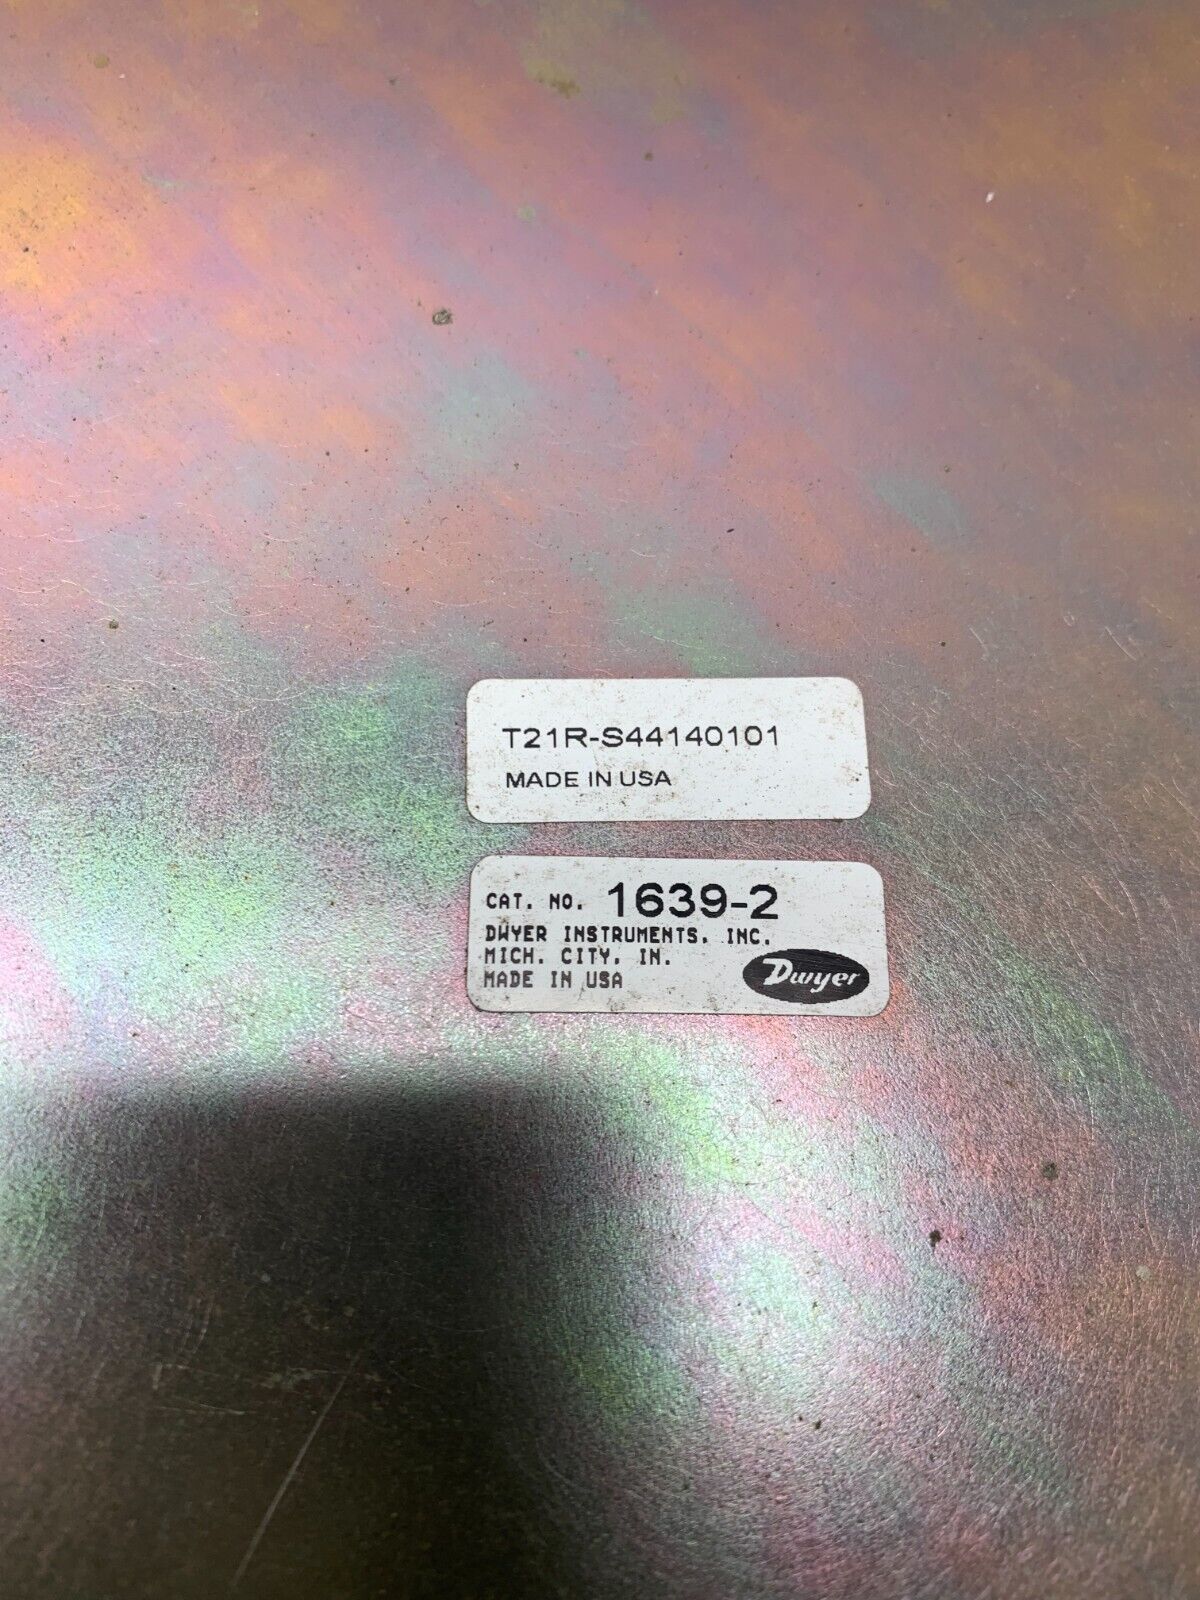 T21R-S44140101
MADE IN USA
CAT. NO. 1639-2
DWYER INSTRUMENTS, INC.
MICH. CITY, IN.
MADE IN USA
Dwyer